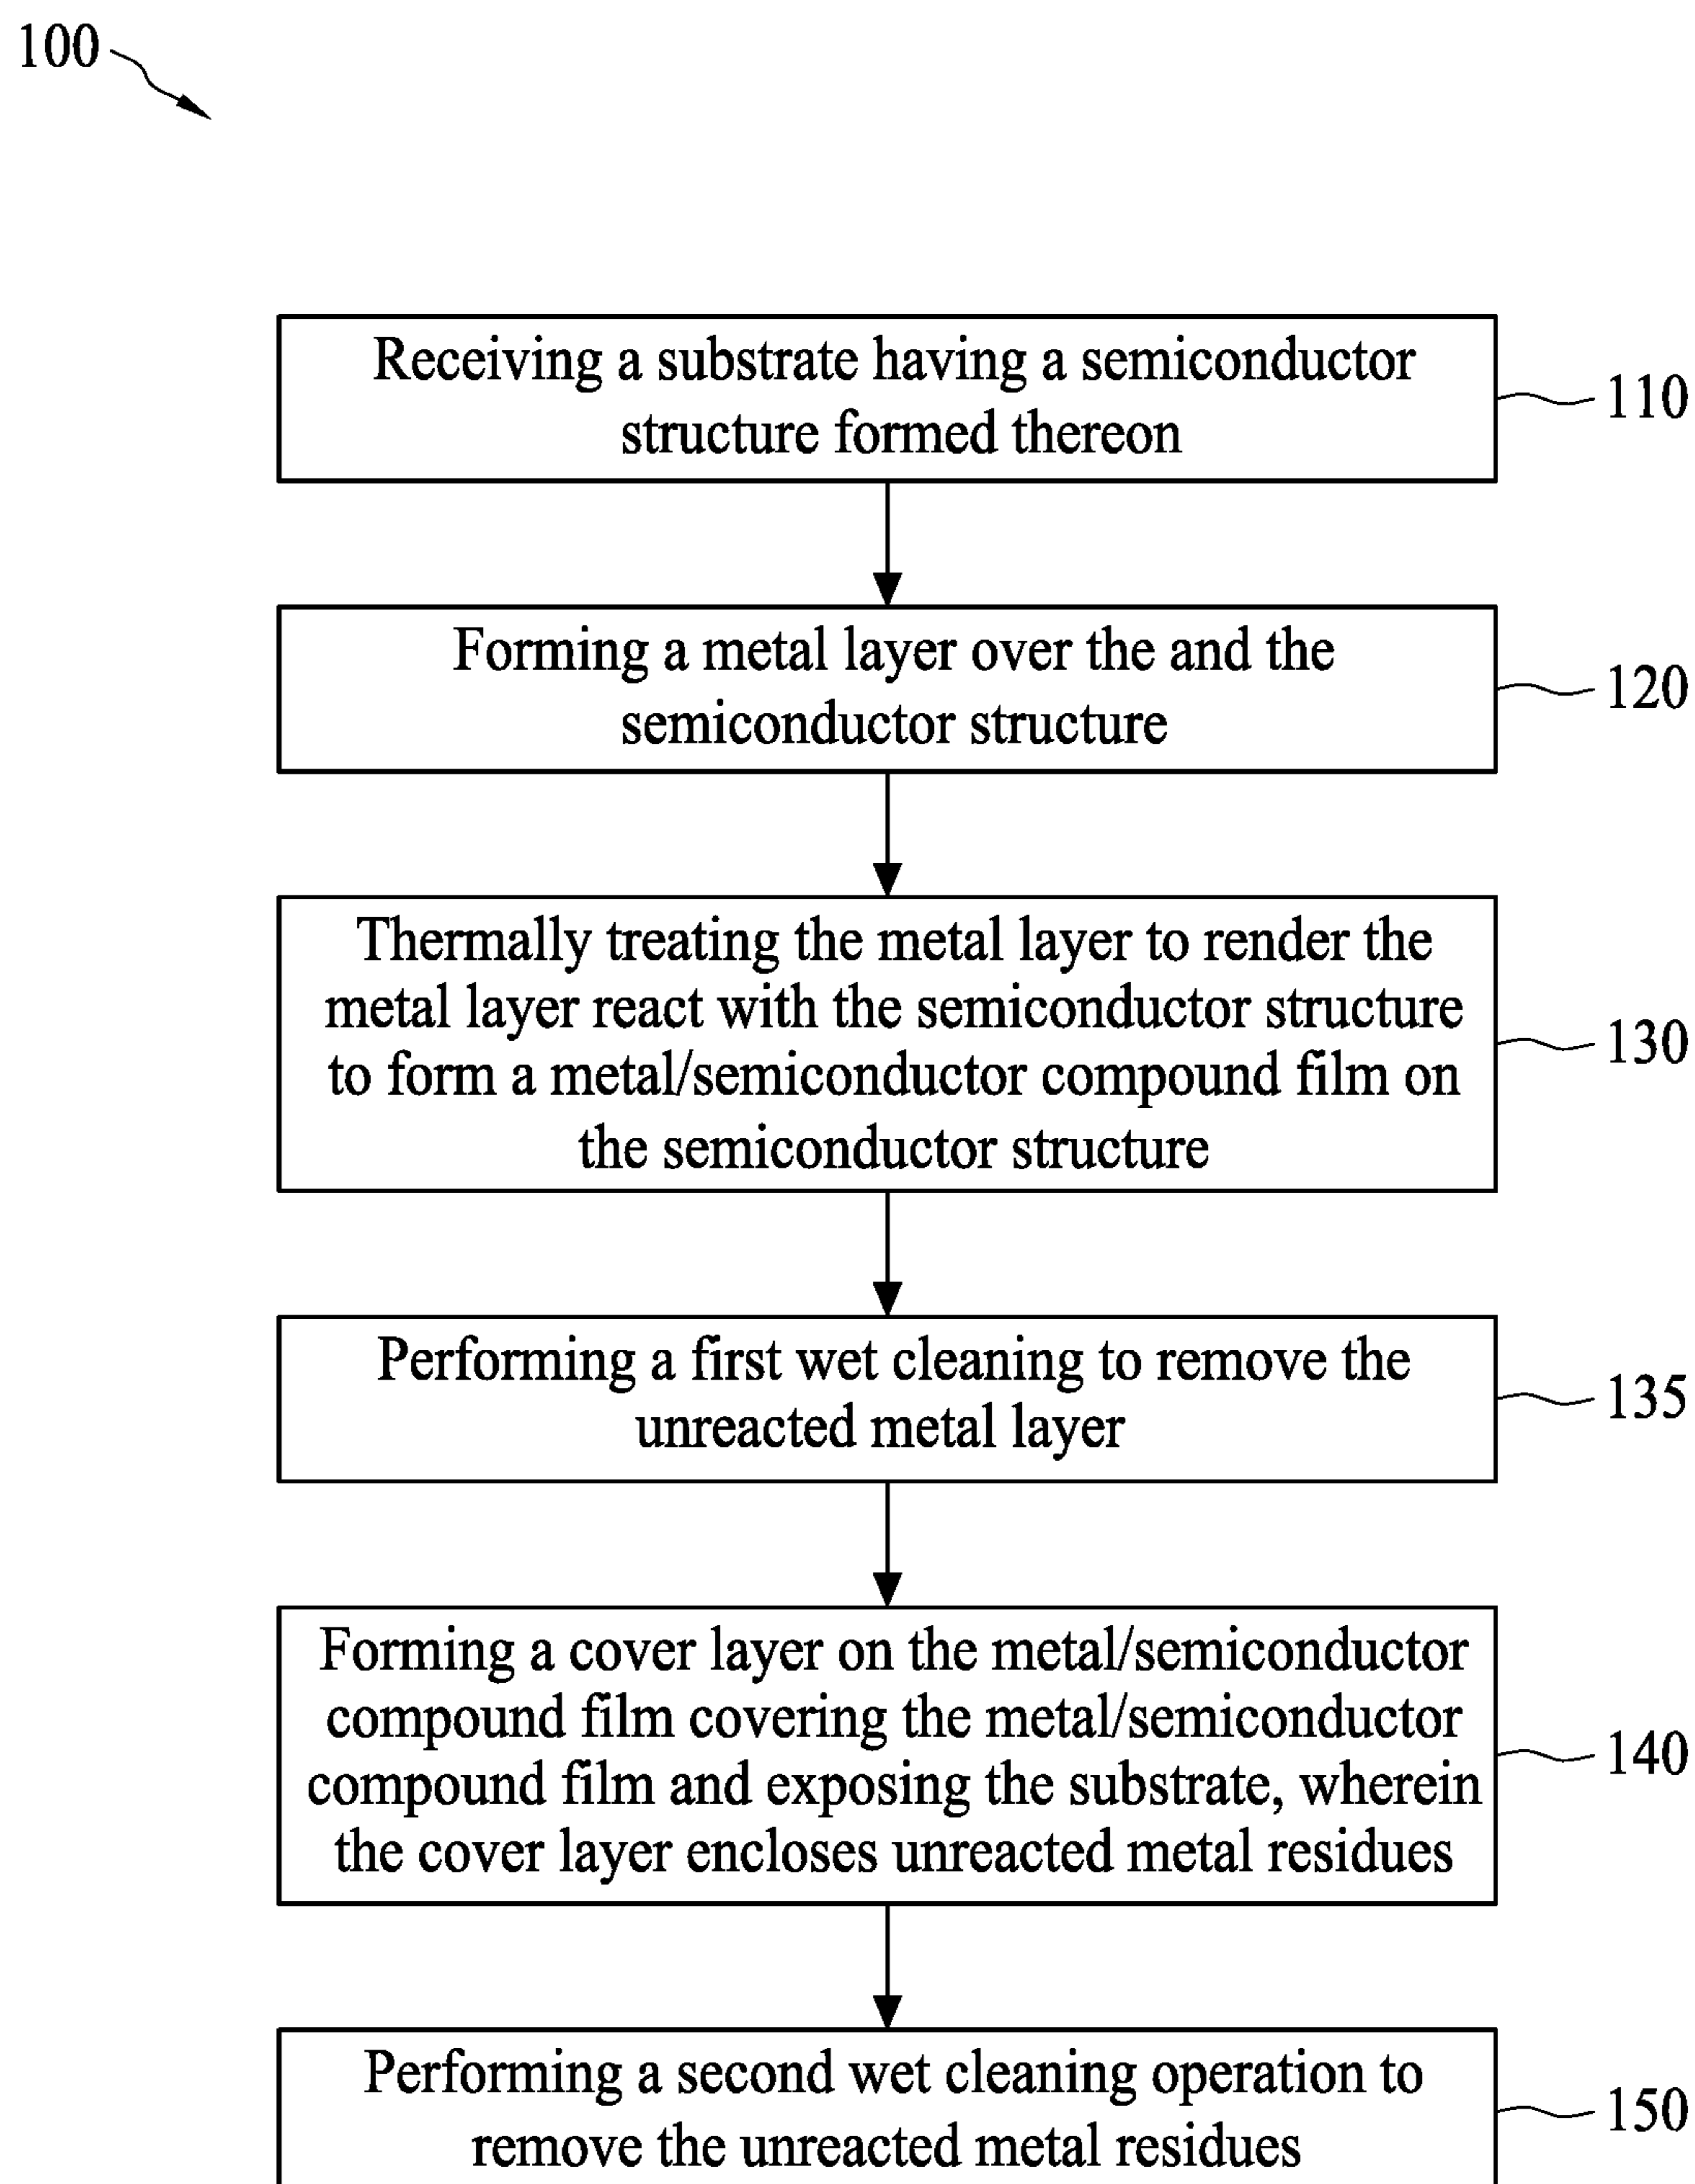 100
Receiving a substrate having a semiconductor
structure formed thereon
110
Forming a metal layer over the and the
semiconductor structure
120
Thermally treating the metal layer to render the
metal layer react with the semiconductor structure
to form a metal/semiconductor compound film on
the semiconductor structure
130
Performing a first wet cleaning to remove the
unreacted metal layer
135
Forming a cover layer on the metal/semiconductor
compound film covering the metal/semiconductor
compound film and exposing the substrate, wherein
the cover layer encloses unreacted metal residues
140
Performing a second wet cleaning operation to
remove the unreacted metal residues
150